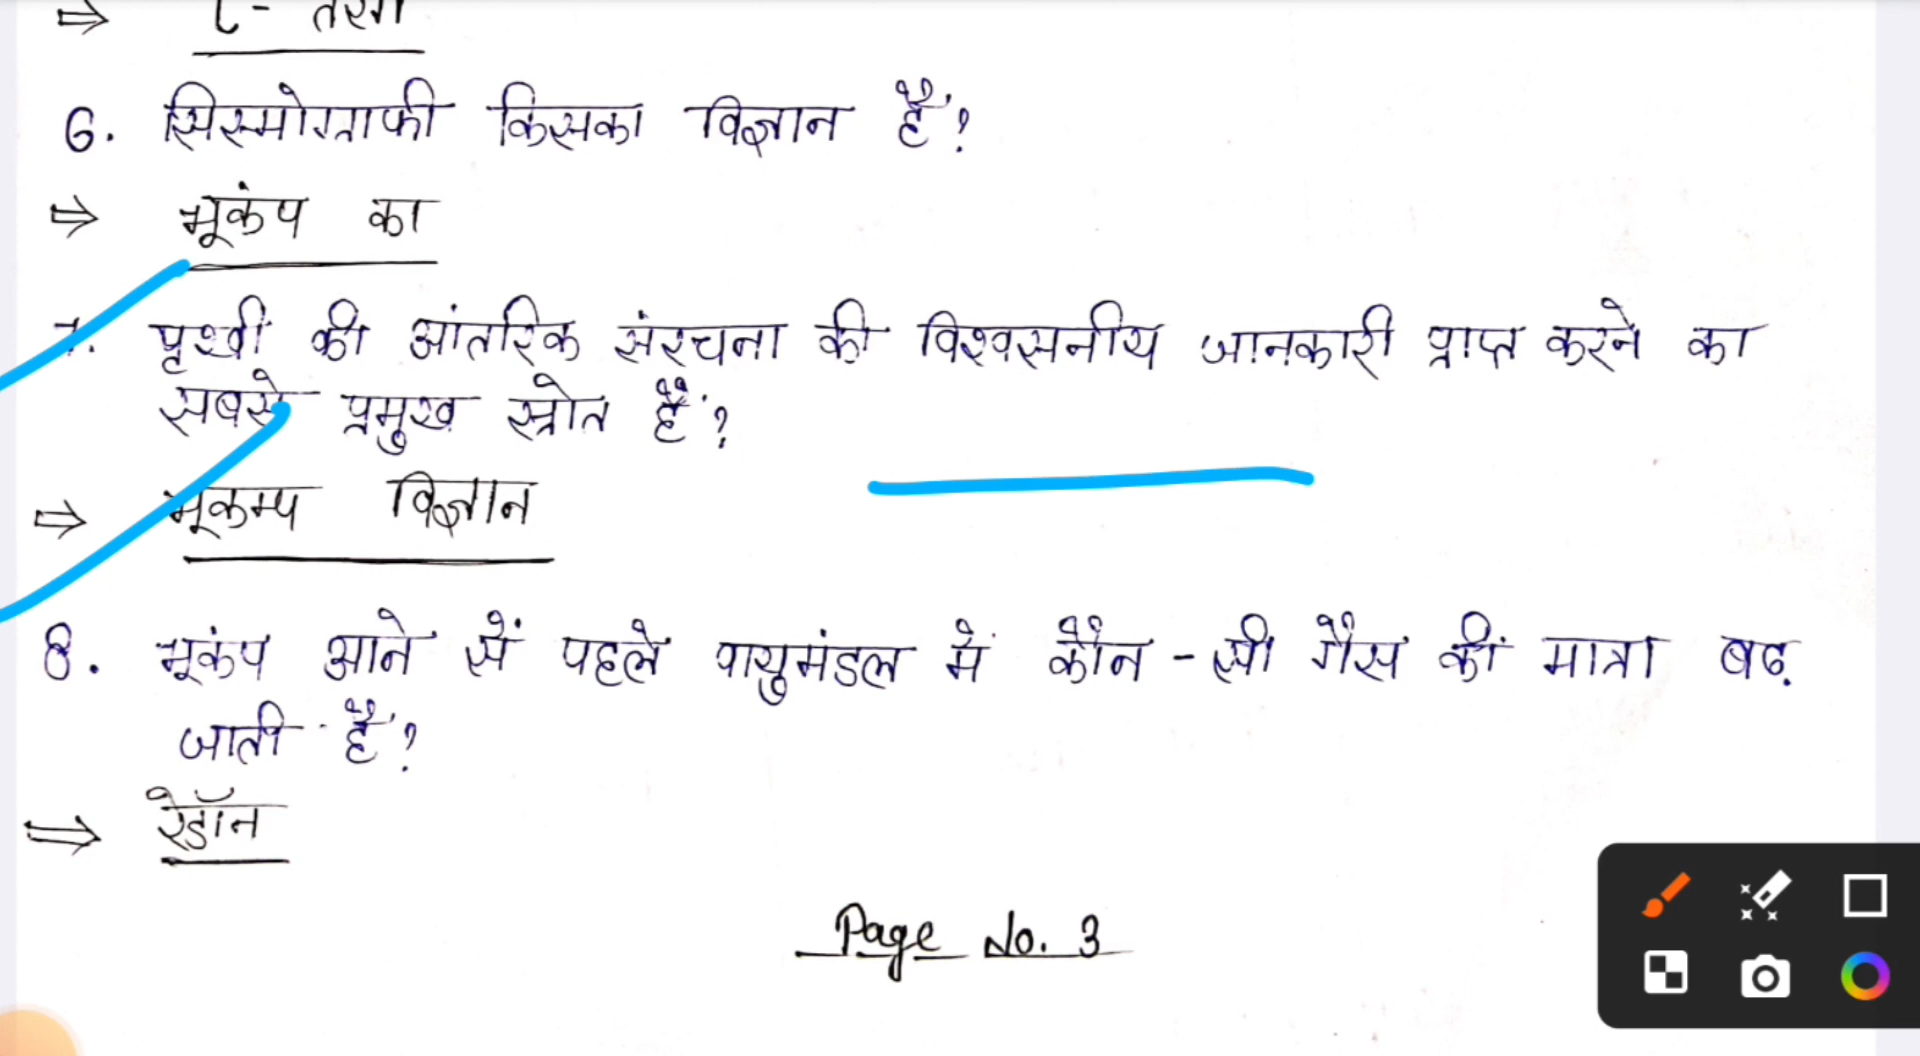 ⇒ L- तरंग
6. सिस्मोग्राफी किसका विज्ञान हैं?
⇒ भूकंप का
7. पृथ्वी की आंतरिक संरचना की विश्वसनीय जानकारी प्राप्त करने का
सबसे प्रमुख स्रोत हैं?
⇒ भूकम्प विज्ञान
8. भूकंप आने सें पहले वायुमंडल में कौन-सी गैस कीं मात्रा बढ़
जाती हैं?
⇒ रेडॉन
Page No. 3